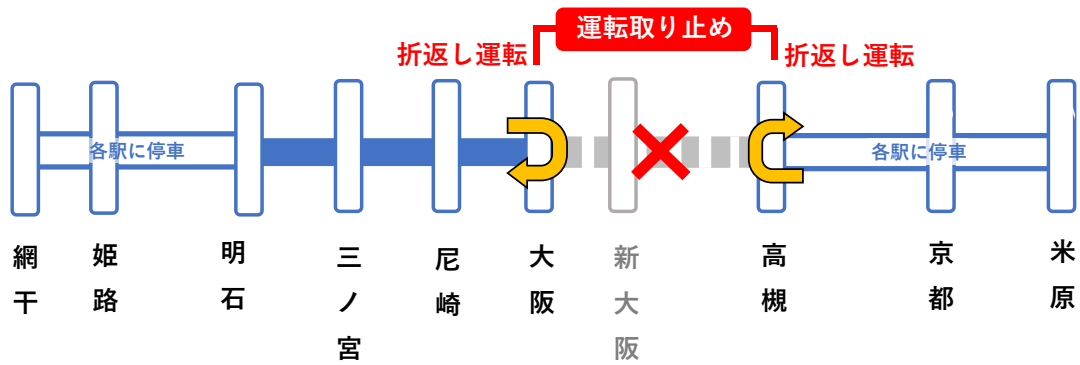 運転取り止め
折返し運転
折返し運転
各駅に停車
各駅に停車
網干
姫路
明石
三ノ宮
尼崎
大阪
新大阪
高槻
京都
米原